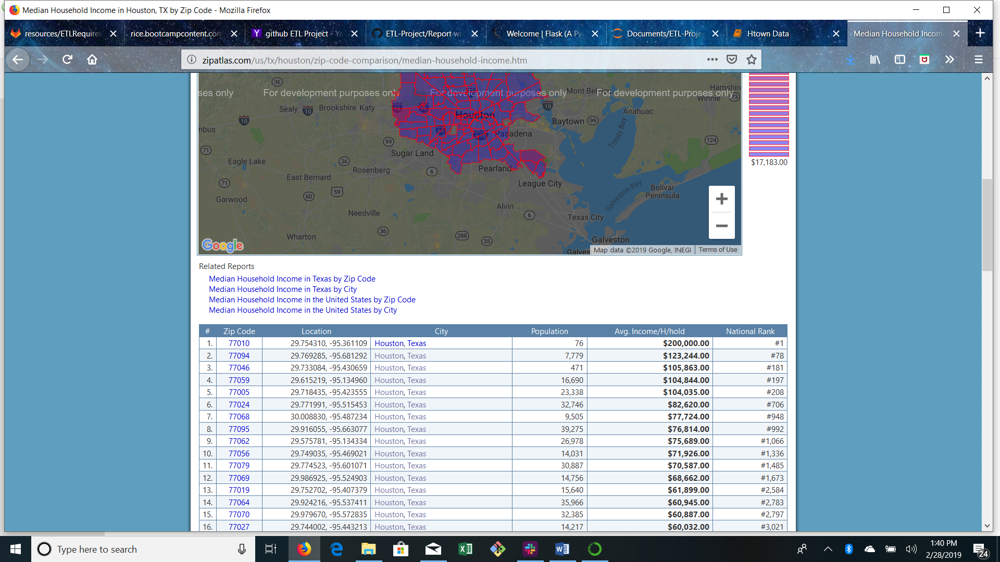 Median Household Income in Houston, TX by Zip Code - Mozilla Firefox
resources/ETLRequire
rice.bootcampcontent.com
github ETL Project - Ya
ETL-Project/Report wr
Welcome | Flask (A Py
Documents/ETL-Proje
Htown Data
Median Household Incom
zipatlas.com/us/tx/houston/zip-code-comparison/median-household-income.htm
36
ses only For development purposes only For development purposes only For development purposes only
Mont Belvieu
Hamshire
Winnie
73
Sealy 10 Brookshire Katy 10 10
10
Anahuac
Houston
10
nbus
Baytown 99
69
610
Pasadena
Trinity Bay
99
124
71
Sugar Land
Eagle Lake
36
Rosenberg
6
Pearland
$17,183.00
East Bernard
League City
71
59
60
Garwood
Galveston Bay
Bolivar
Peninsula
Needville
Alvin
6
Texas City
36
288
35
Wharton
Galveston
Google
Galves
Map data ©2019 Google, INEGI
Terms of Use
Related Reports
Median Household Income in Texas by Zip Code
Median Household Income in Texas by City
Median Household Income in the United States by Zip Code
Median Household Income in the United States by City
# Zip Code Location City Population Avg. Income/H/hold National Rank
1. 77010 29.754310, -95.361109 Houston, Texas 76 $200,000.00 #1
2. 77094 29.769285, -95.681292 Houston, Texas 7,779 $123,244.00 #78
3. 77046 29.733084, -95.430659 Houston, Texas 471 $105,863.00 #181
4. 77059 29.615219, -95.134960 Houston, Texas 16,690 $104,844.00 #197
5. 77005 29.718435, -95.423555 Houston, Texas 23,338 $104,035.00 #208
6. 77024 29.771991, -95.515453 Houston, Texas 32,746 $82,620.00 #706
7. 77068 30.008830, -95.487234 Houston, Texas 9,505 $77,724.00 #948
8. 77095 29.916055, -95.663077 Houston, Texas 39,275 $76,814.00 #992
9. 77062 29.575781, -95.134334 Houston, Texas 26,978 $75,689.00 #1,066
10. 77056 29.749035, -95.469021 Houston, Texas 14,031 $71,926.00 #1,336
11. 77079 29.774523, -95.601071 Houston, Texas 30,887 $70,587.00 #1,485
12. 77069 29.986925, -95.524903 Houston, Texas 14,756 $68,662.00 #1,673
13. 77019 29.752702, -95.407379 Houston, Texas 15,640 $61,899.00 #2,584
14. 77064 29.924216, -95.537411 Houston, Texas 35,966 $60,945.00 #2,783
15. 77070 29.979670, -95.572835 Houston, Texas 32,385 $60,887.00 #2,797
16. 77027 29.744002, -95.443213 Houston, Texas 14,217 $60,032.00 #3,021
Type here to search
1:40 PM
2/28/2019
24